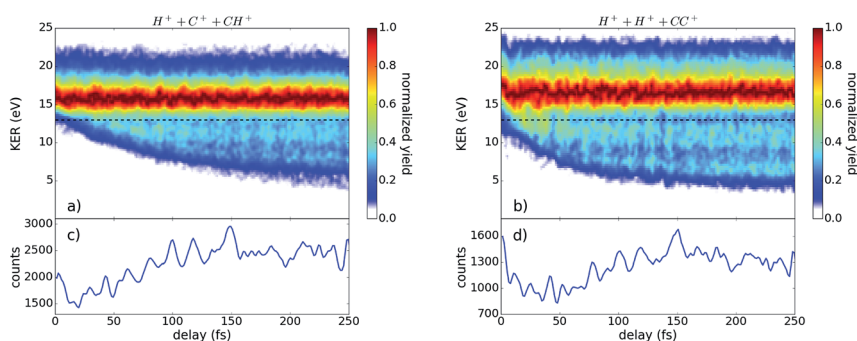 H⁺ + C⁺ + CH⁺
H⁺ + H⁺ + CC⁺
KER (eV)
25
20
15
10
5
a)
1.0
0.8
0.6
0.4
0.2
0.0
normalized yield
KER (eV)
25
20
15
10
5
b)
1.0
0.8
0.6
0.4
0.2
0.0
normalized yield
counts
3000
2500
2000
1500
c)
0 50 100 150 200 250
delay (fs)
counts
1600
1300
1000
700
d)
0 50 100 150 200 250
delay (fs)